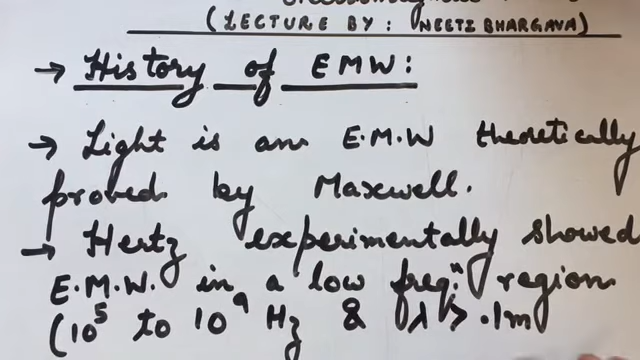 (LECTURE BY: NEETI BHARGAVA)
→ History of EMW:
→ Light is an E.M.W theoretically
proved by Maxwell.
→ Hertz experimentally showed
E.M.W. in a low freqⁿ region
(10⁵ to 10⁹ Hz & λ > .1m